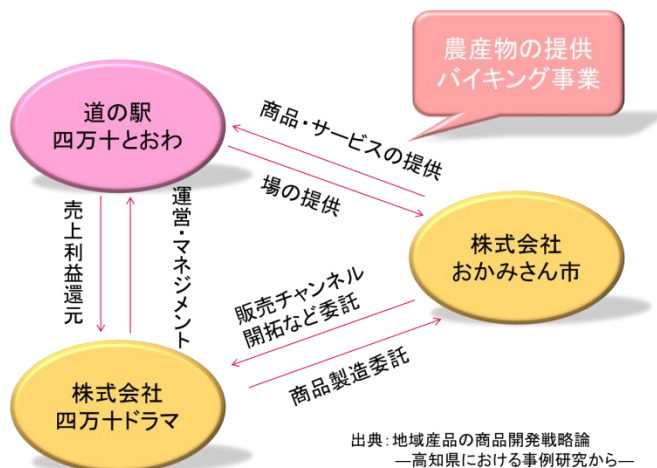 農産物の提供
バイキング事業
道の駅
四万十とおわ
商品・サービスの提供
場の提供
売上利益還元
運営・マネジメント
株式会社
おかみさん市
販売チャンネル
開拓など委託
商品製造委託
株式会社
四万十ドラマ
出典:地域産品の商品開発戦略論
―高知県における事例研究から―